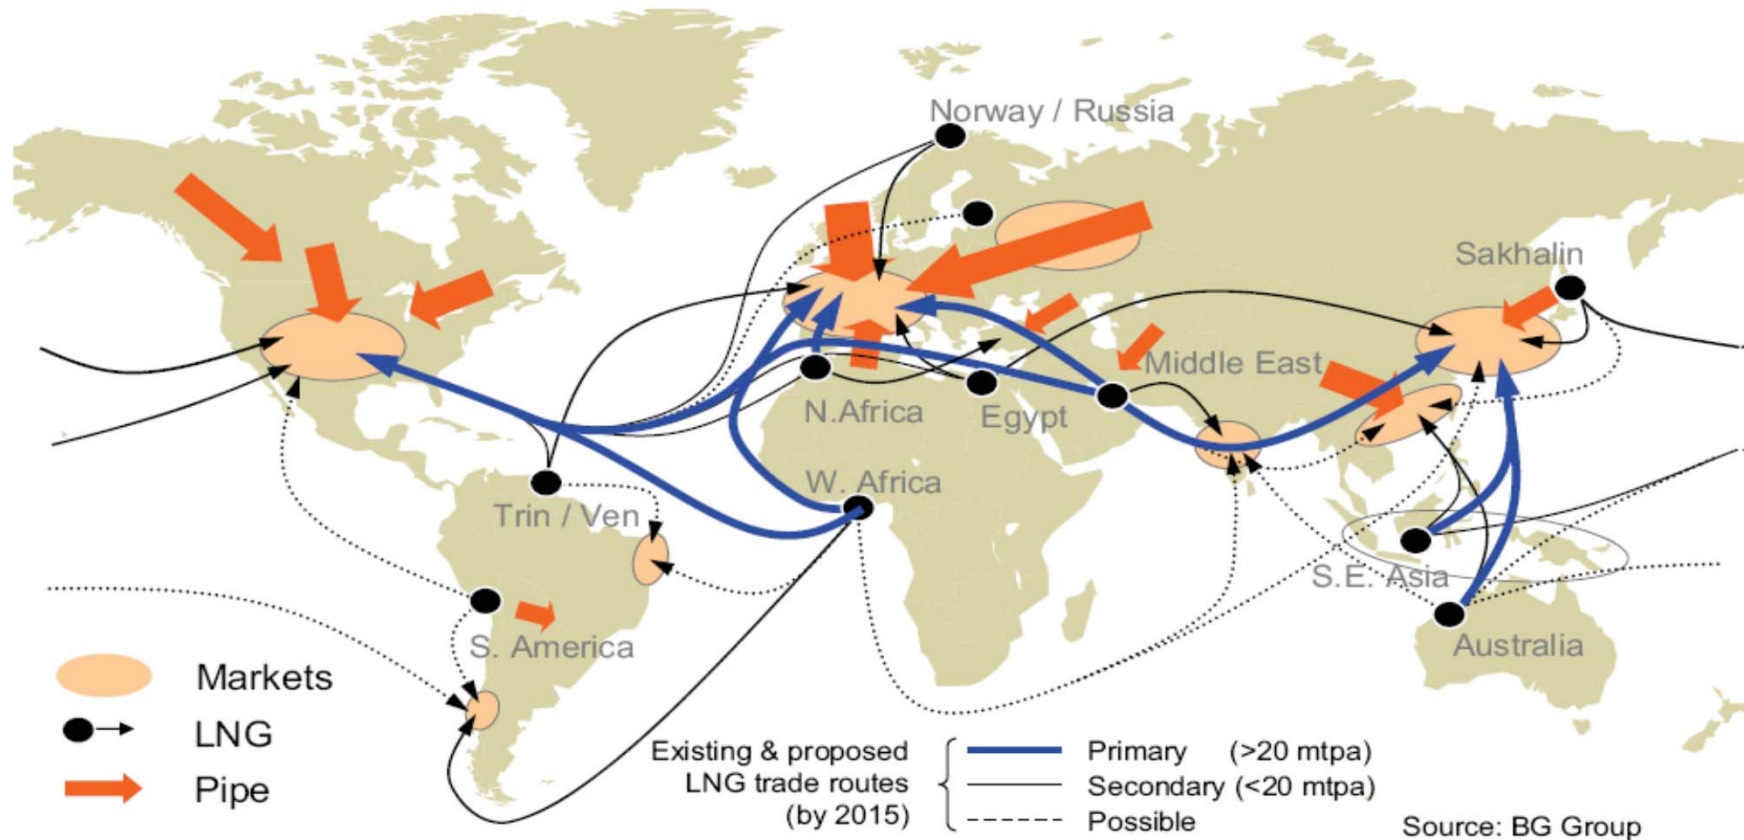 Norway / Russia
Sakhalin
Middle East
N.Africa
Egypt
W. Africa
Trin / Ven
S.E. Asia
S. America
Australia
Markets
LNG
Pipe
Existing & proposed
LNG trade routes
(by 2015)
Primary (>20 mtpa)
Secondary (<20 mtpa)
Possible
Source: BG Group